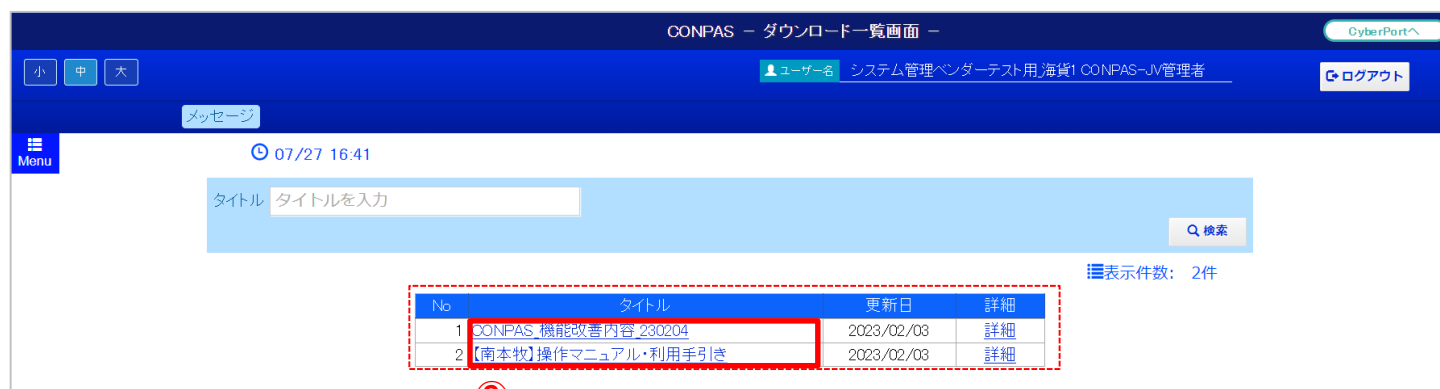 CONPAS － ダウンロード一覧画面 －
CyberPortへ
小 中 大
ユーザー名 システム管理ベンダーテスト用_海貨1 CONPAS-JV管理者
ログアウト
メッセージ
Menu
07/27 16:41
タイトル タイトルを入力
検索
表示件数: 2件
No タイトル 更新日 詳細
1 CONPAS_機能改善内容_230204 2023/02/03 詳細
2 【南本牧】操作マニュアル・利用手引き 2023/02/03 詳細